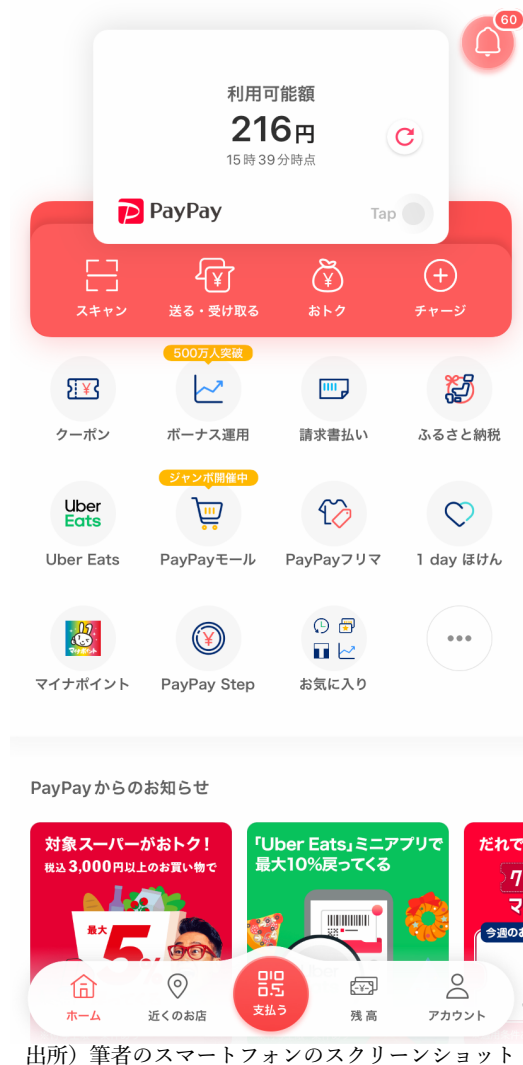 60
利用可能額
216円
15時39分時点
PayPay
Tap
スキャン 送る・受け取る おトク チャージ
500万人突破
クーポン ボーナス運用 請求書払い ふるさと納税
ジャンボ開催中
Uber Eats
Uber Eats PayPayモール PayPayフリマ 1 day ほけん
マイナポイント
マイナポイント PayPay Step お気に入り
PayPayからのお知らせ
対象スーパーがおトク!
税込3,000円以上のお買い物で
最大
5%
「Uber Eats」ミニアプリで
最大10%戻ってくる
だれで
ク
マ
今週のお
ホーム 近くのお店 支払う 残高 アカウント
出所）筆者のスマートフォンのスクリーンショット